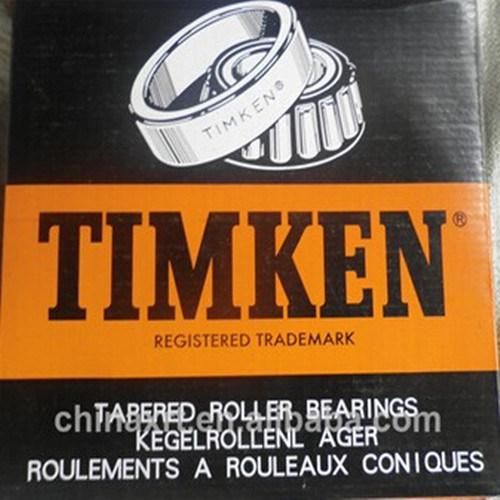 TIMKEN®
TIMKEN®
REGISTERED TRADEMARK
TAPERED ROLLER BEARINGS
KEGELROLLENL AGER
ROULEMENTS A ROULEAUX CONIQUES